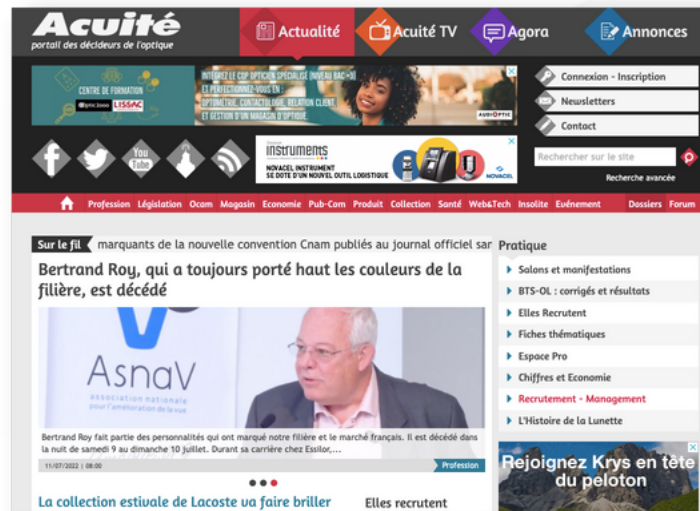 Acuité
portail des décideurs de l'optique
Actualité
Acuité TV
Agora
Annonces
CENTRE DE FORMATION
Optic 2ooo LISSAC
INTÉGREZ LE CQP OPTICIEN SPÉCIALISÉ (NIVEAU BAC +3)
ET PERFECTIONNEZ-VOUS EN :
OPTOMÉTRIE, CONTACTOLOGIE, RELATION CLIENT
ET GESTION D'UN MAGASIN D'OPTIQUE.
AUDIOPTIC
Connexion - Inscription
Newsletters
Contact
You
Tube
instruments
NOVACEL INSTRUMENT
SE DOTE D'UN NOUVEL OUTIL LOGISTIQUE
NOVACEL
Rechercher sur le site
Recherche avancée
Profession Législation Ocam Magasin Economie Pub-Com Produit Collection Santé Web&Tech Insolite Evénement Dossiers Forum
Sur le fil marquants de la nouvelle convention Cnam publiés au journal officiel sar
Bertrand Roy, qui a toujours porté haut les couleurs de la
filière, est décédé
AsnaV
association nationale
pour l'amélioration de la vue
Bertrand Roy fait partie des personnalités qui ont marqué notre filière et le marché français. Il est décédé dans
la nuit de samedi 9 au dimanche 10 juillet. Durant sa carrière chez Essilor,...
11/07/2022 | 08:00
Profession
La collection estivale de Lacoste va faire briller
Elles recrutent
Pratique
Salons et manifestations
BTS-OL : corrigés et résultats
Elles Recrutent
Fiches thématiques
Espace Pro
Chiffres et Economie
Recrutement - Management
L'Histoire de la Lunette
Rejoignez Krys en tête
du peloton